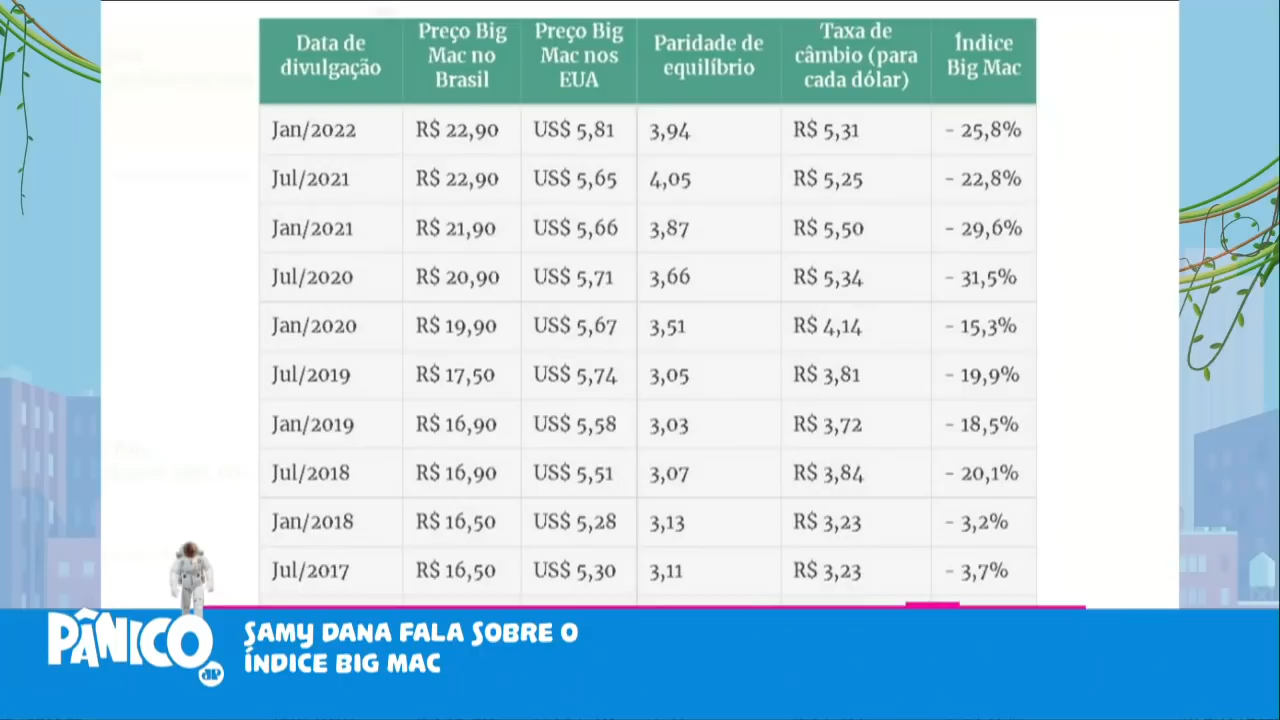 Data de divulgação Preço Big Mac no Brasil Preço Big Mac nos EUA Paridade de equilíbrio Taxa de câmbio (para cada dólar) Índice Big Mac
Jan/2022 R$ 22,90 US$ 5,81 3,94 R$ 5,31 - 25,8%
Jul/2021 R$ 22,90 US$ 5,65 4,05 R$ 5,25 - 22,8%
Jan/2021 R$ 21,90 US$ 5,66 3,87 R$ 5,50 - 29,6%
Jul/2020 R$ 20,90 US$ 5,71 3,66 R$ 5,34 - 31,5%
Jan/2020 R$ 19,90 US$ 5,67 3,51 R$ 4,14 - 15,3%
Jul/2019 R$ 17,50 US$ 5,74 3,05 R$ 3,81 - 19,9%
Jan/2019 R$ 16,90 US$ 5,58 3,03 R$ 3,72 - 18,5%
Jul/2018 R$ 16,90 US$ 5,51 3,07 R$ 3,84 - 20,1%
Jan/2018 R$ 16,50 US$ 5,28 3,13 R$ 3,23 - 3,2%
Jul/2017 R$ 16,50 US$ 5,30 3,11 R$ 3,23 - 3,7%
PÂNICO
JP
SAMY DANA FALA SOBRE O
ÍNDICE BIG MAC